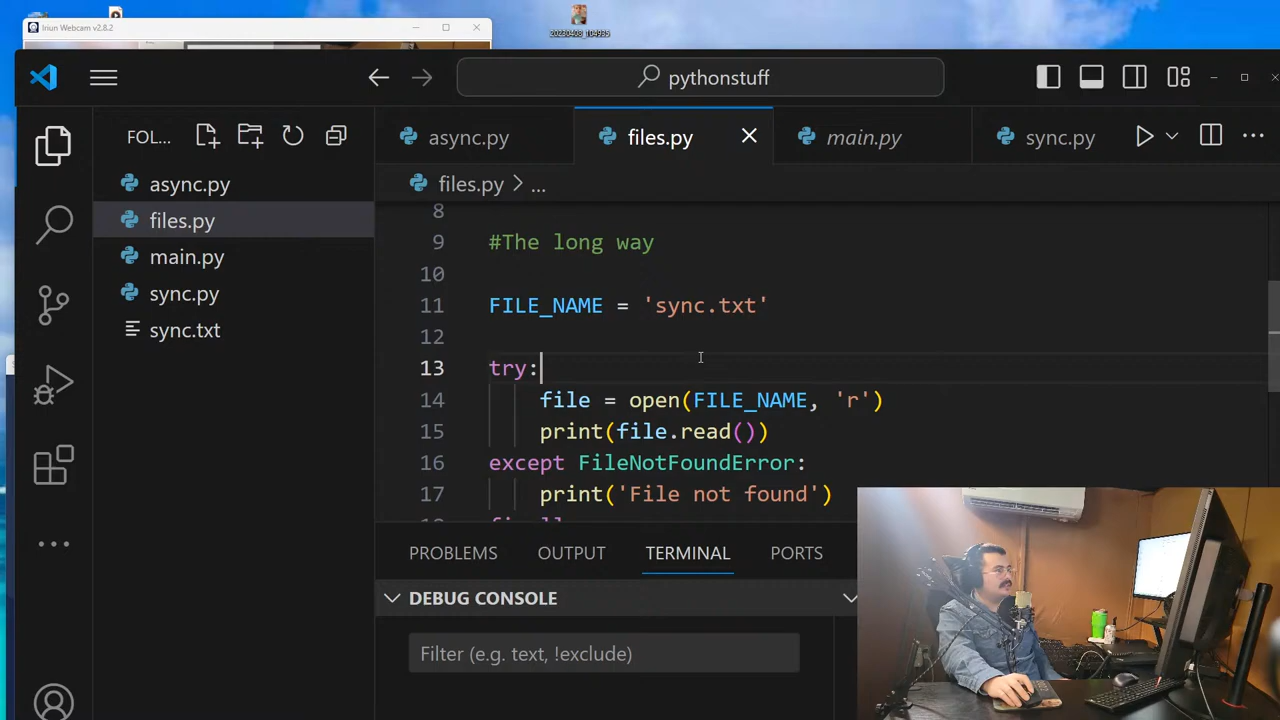 Iriun Webcam v2.8.2
20230408_104935
pythonstuff
FOL...
async.py
files.py
main.py
sync.py
files.py > ...
async.py
files.py
main.py
sync.py
sync.txt
8
9 #The long way
10
11 FILE_NAME = 'sync.txt'
12
13 try:
14 file = open(FILE_NAME, 'r')
15 print(file.read())
16 except FileNotFoundError:
17 print('File not found')
PROBLEMS OUTPUT TERMINAL PORTS
DEBUG CONSOLE
Filter (e.g. text, !exclude)